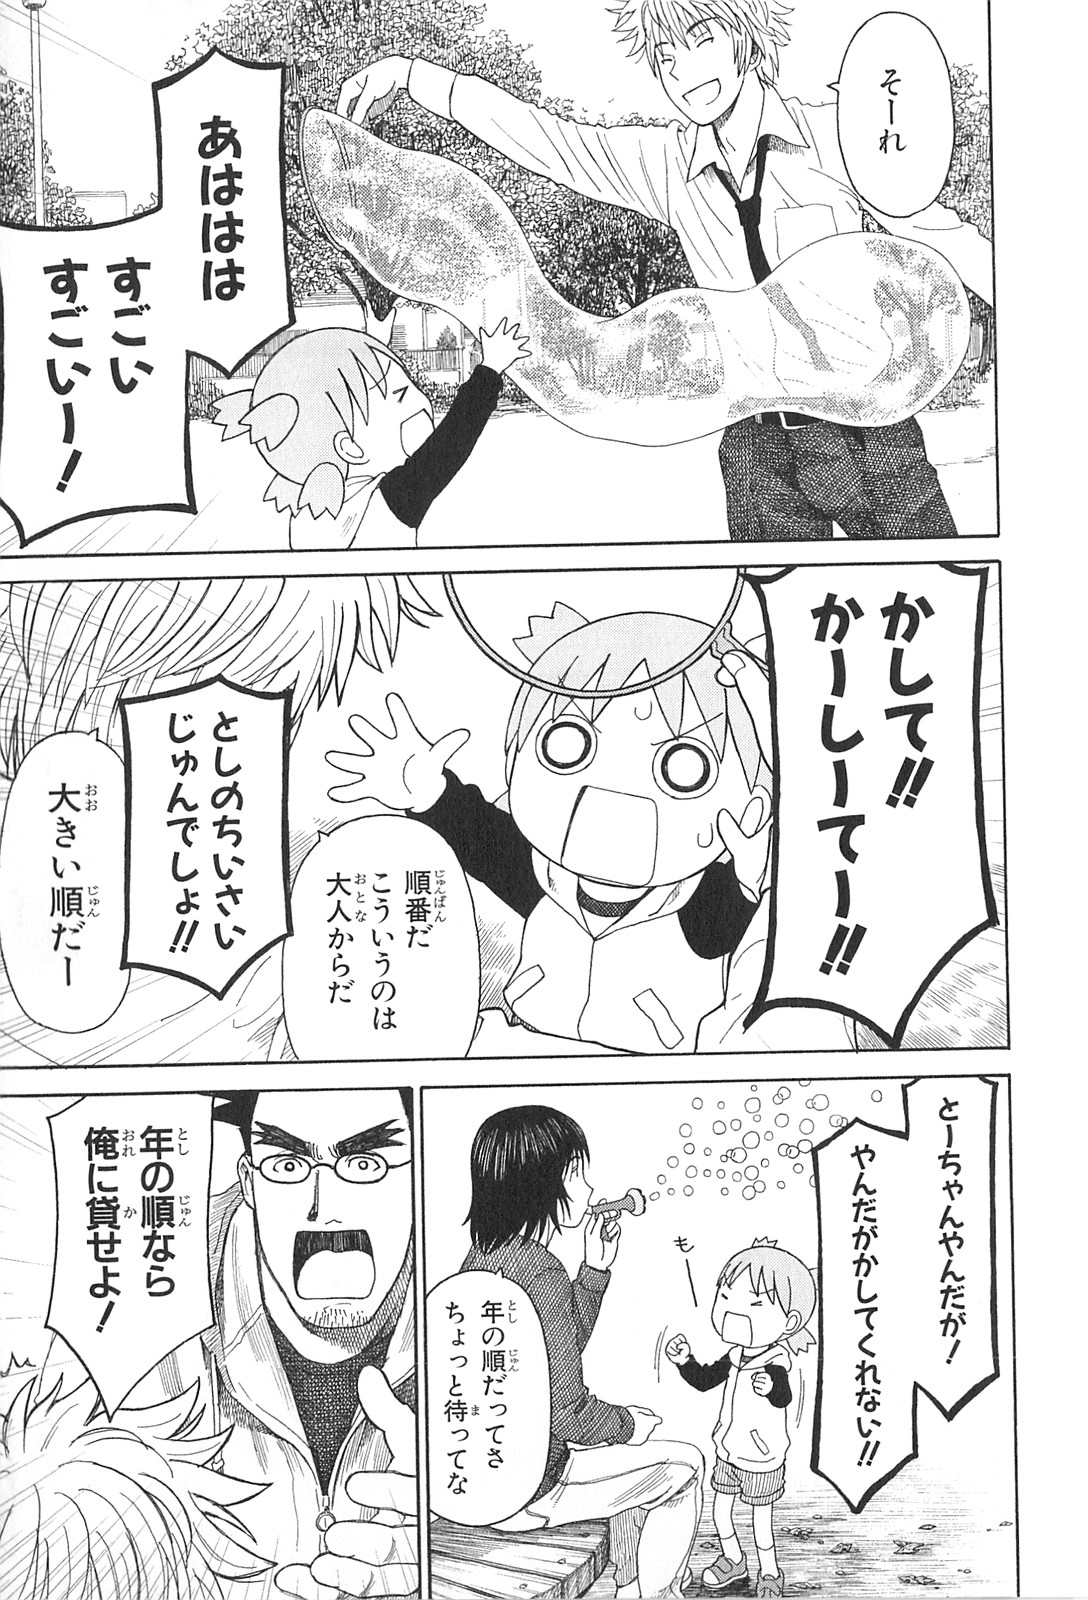 そーれ
あははは
すごい
すごいー！
かして!!
かーしーてー!!
順番だ
こういうのは
大人からだ
としのちいさい
じゅんでしょ!!
大きい順だー
とーちゃんやんだが！
やんだがかしてくれない!!
もー
年の順だってさ
ちょっと待ってな
年の順なら
俺に貸せよ！